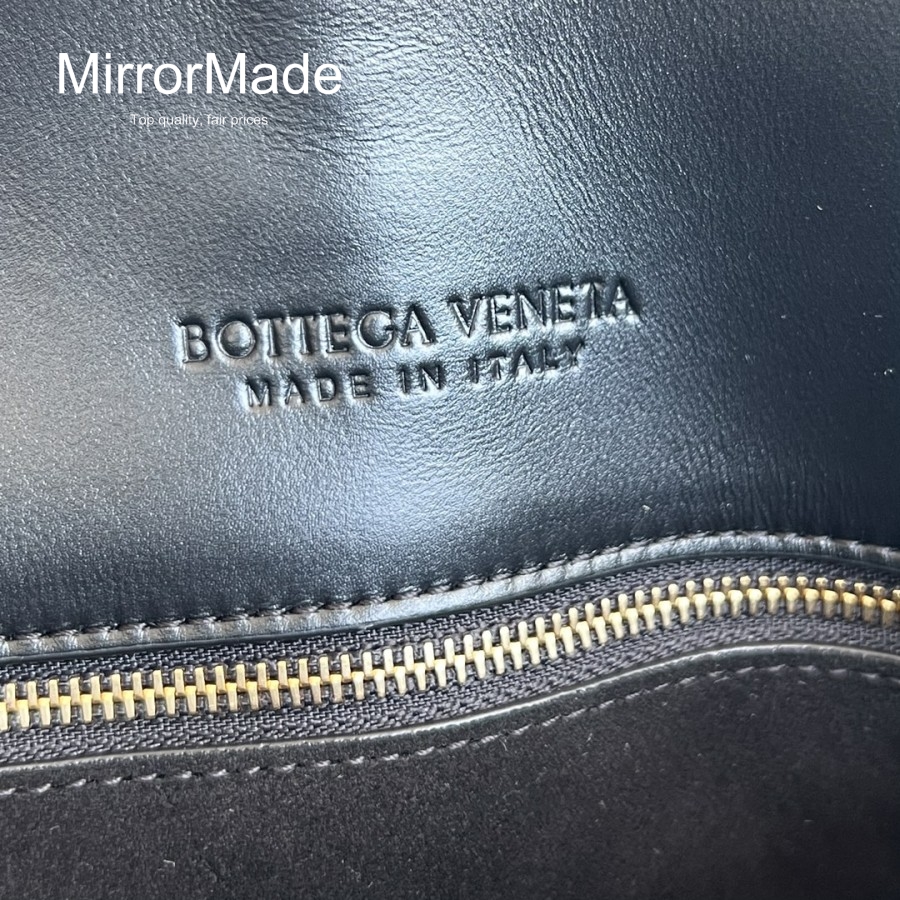 MirrorMade
Top quality, fair prices
BOTTEGA VENETA
MADE IN ITALY